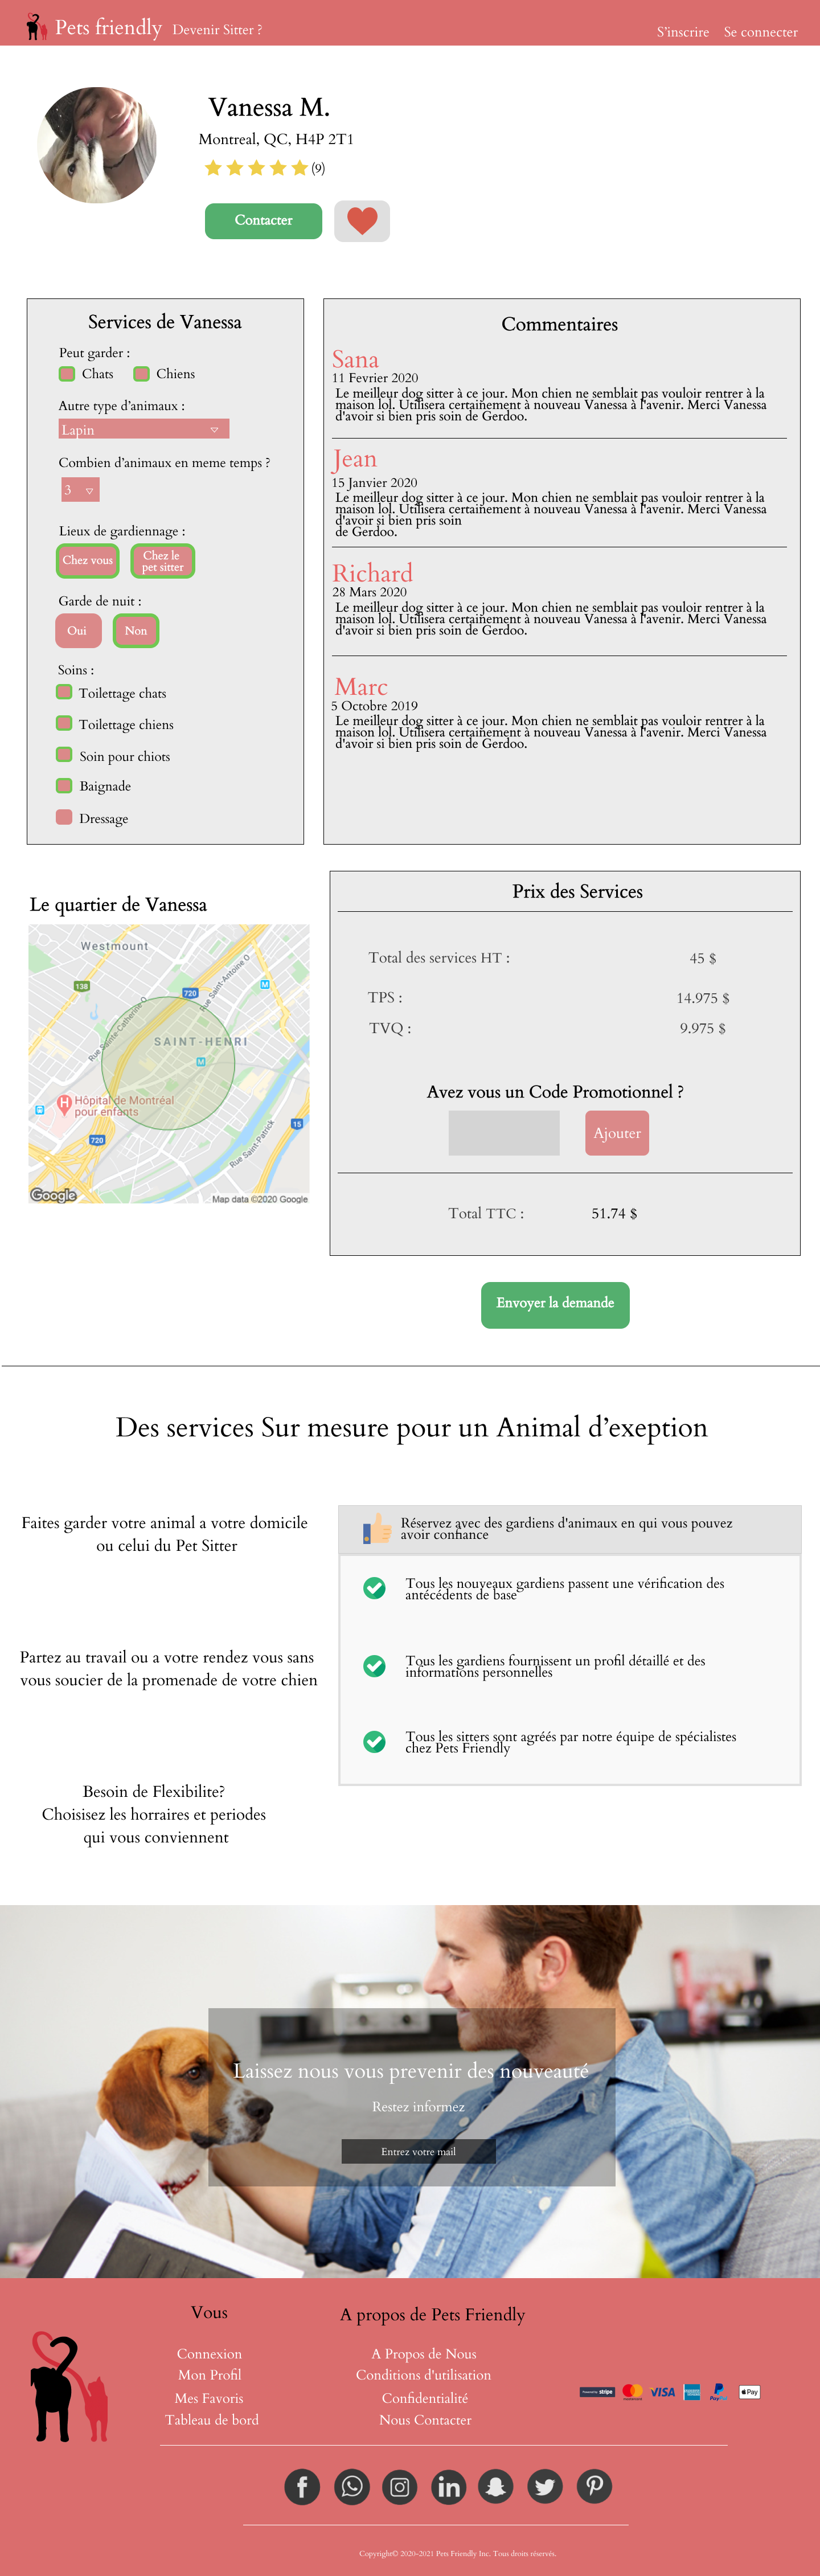 Pets friendly
Devenir Sitter ?
S'inscrire
Se connecter
Vanessa M.
Montreal, QC, H4P 2T1
(9)
Contacter
Services de Vanessa
Peut garder :
Chats
Chiens
Autre type d'animaux :
Lapin
Combien d'animaux en meme temps ?
3
Lieux de gardiennage :
Chez vous
Chez le
pet sitter
Garde de nuit :
Oui
Non
Soins :
Toilettage chats
Toilettage chiens
Soin pour chiots
Baignade
Dressage
Commentaires
Sana
11 Fevrier 2020
Le meilleur dog sitter à ce jour. Mon chien ne semblait pas vouloir rentrer à la
maison lol. Utilisera certainement à nouveau Vanessa à l'avenir. Merci Vanessa
d'avoir si bien pris soin de Gerdoo.
Jean
15 Janvier 2020
Le meilleur dog sitter à ce jour. Mon chien ne semblait pas vouloir rentrer à la
maison lol. Utilisera certainement à nouveau Vanessa à l'avenir. Merci Vanessa
d'avoir si bien pris soin
de Gerdoo.
Richard
28 Mars 2020
Le meilleur dog sitter à ce jour. Mon chien ne semblait pas vouloir rentrer à la
maison lol. Utilisera certainement à nouveau Vanessa à l'avenir. Merci Vanessa
d'avoir si bien pris soin de Gerdoo.
Marc
5 Octobre 2019
Le meilleur dog sitter à ce jour. Mon chien ne semblait pas vouloir rentrer à la
maison lol. Utilisera certainement à nouveau Vanessa à l'avenir. Merci Vanessa
d'avoir si bien pris soin de Gerdoo.
Le quartier de Vanessa
Westmount
138
720
Rue Saint-Antoine O
M
Rue Sainte-Catherine O
SAINT-HENRI
M
H
Hôpital de Montréal
pour enfants
15
720
Rue Saint-Patrick
Google
Map data ©2020 Google
Prix des Services
Total des services HT :
45 $
TPS :
14.975 $
TVQ :
9.975 $
Avez vous un Code Promotionnel ?
Ajouter
Total TTC :
51.74 $
Envoyer la demande
Des services Sur mesure pour un Animal d'exeption
Faites garder votre animal a votre domicile
ou celui du Pet Sitter
Partez au travail ou a votre rendez vous sans
vous soucier de la promenade de votre chien
Besoin de Flexibilite?
Choisisez les horraires et periodes
qui vous conviennent
Réservez avec des gardiens d'animaux en qui vous pouvez
avoir confiance
Tous les nouveaux gardiens passent une vérification des
antécédents de base
Tous les gardiens fournissent un profil détaillé et des
informations personnelles
Tous les sitters sont agréés par notre équipe de spécialistes
chez Pets Friendly
Laissez nous vous prevenir des nouveauté
Restez informez
Entrez votre mail
Vous
Connexion
Mon Profil
Mes Favoris
Tableau de bord
A propos de Pets Friendly
A Propos de Nous
Conditions d'utilisation
Confidentialité
Nous Contacter
Powered by stripe
VISA
PayPal
Pay
Copyright© 2020-2021 Pets Friendly Inc. Tous droits réservés.